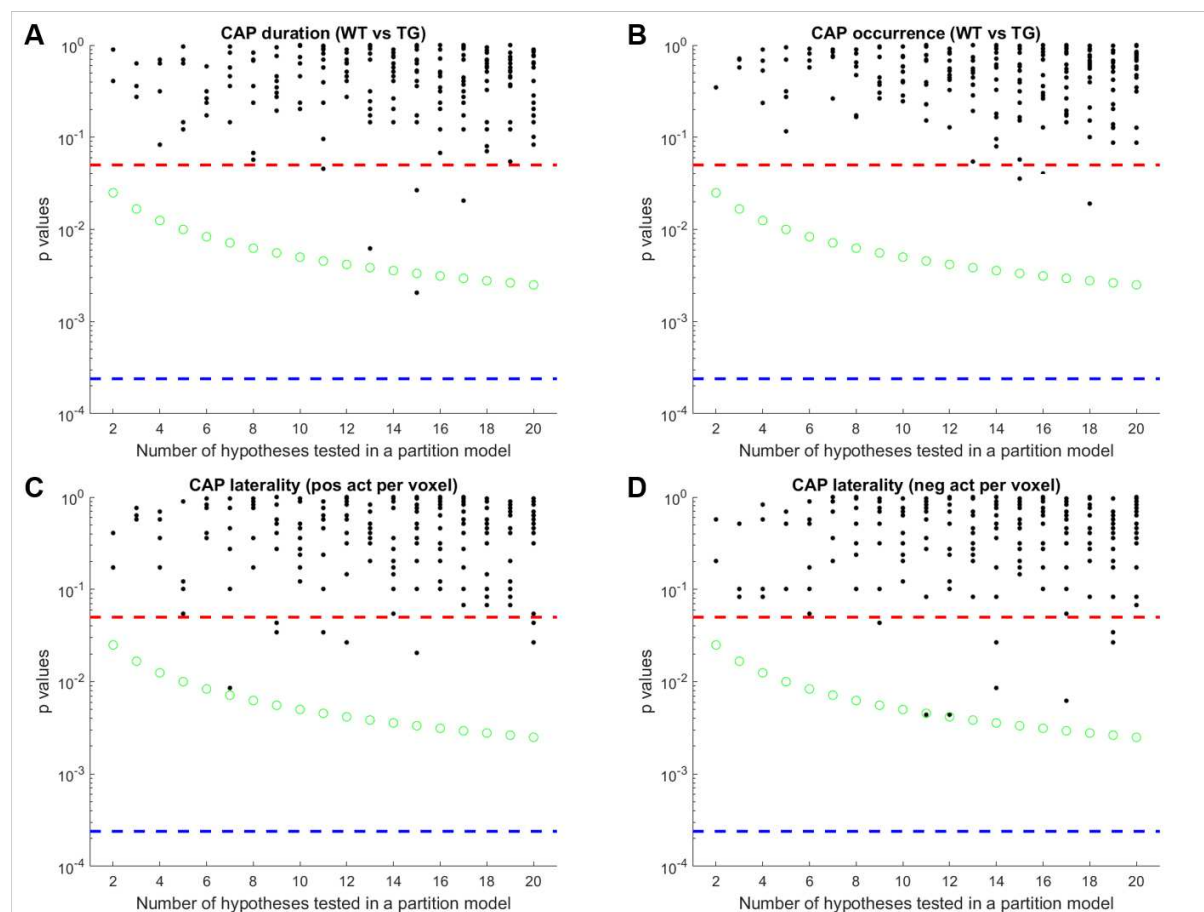 A
CAP duration (WT vs TG)
10^0
10^-1
10^-2
10^-3
10^-4
p values
2 4 6 8 10 12 14 16 18 20
Number of hypotheses tested in a partition model
B
CAP occurrence (WT vs TG)
10^0
10^-1
10^-2
10^-3
10^-4
p values
2 4 6 8 10 12 14 16 18 20
Number of hypotheses tested in a partition model
C
CAP laterality (pos act per voxel)
10^0
10^-1
10^-2
10^-3
10^-4
p values
2 4 6 8 10 12 14 16 18 20
Number of hypotheses tested in a partition model
D
CAP laterality (neg act per voxel)
10^0
10^-1
10^-2
10^-3
10^-4
p values
2 4 6 8 10 12 14 16 18 20
Number of hypotheses tested in a partition model